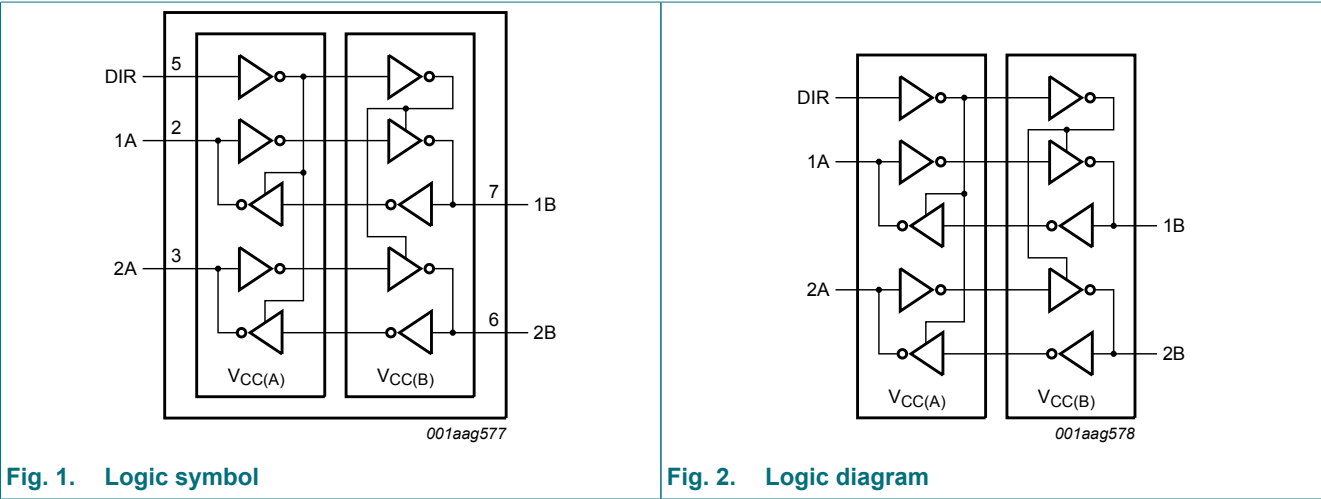 DIR
5
1A
2
7
1B
2A
3
6
2B
VCC(A)
VCC(B)
001aag577
Fig. 1. Logic symbol
DIR
1A
1B
2A
2B
VCC(A)
VCC(B)
001aag578
Fig. 2. Logic diagram